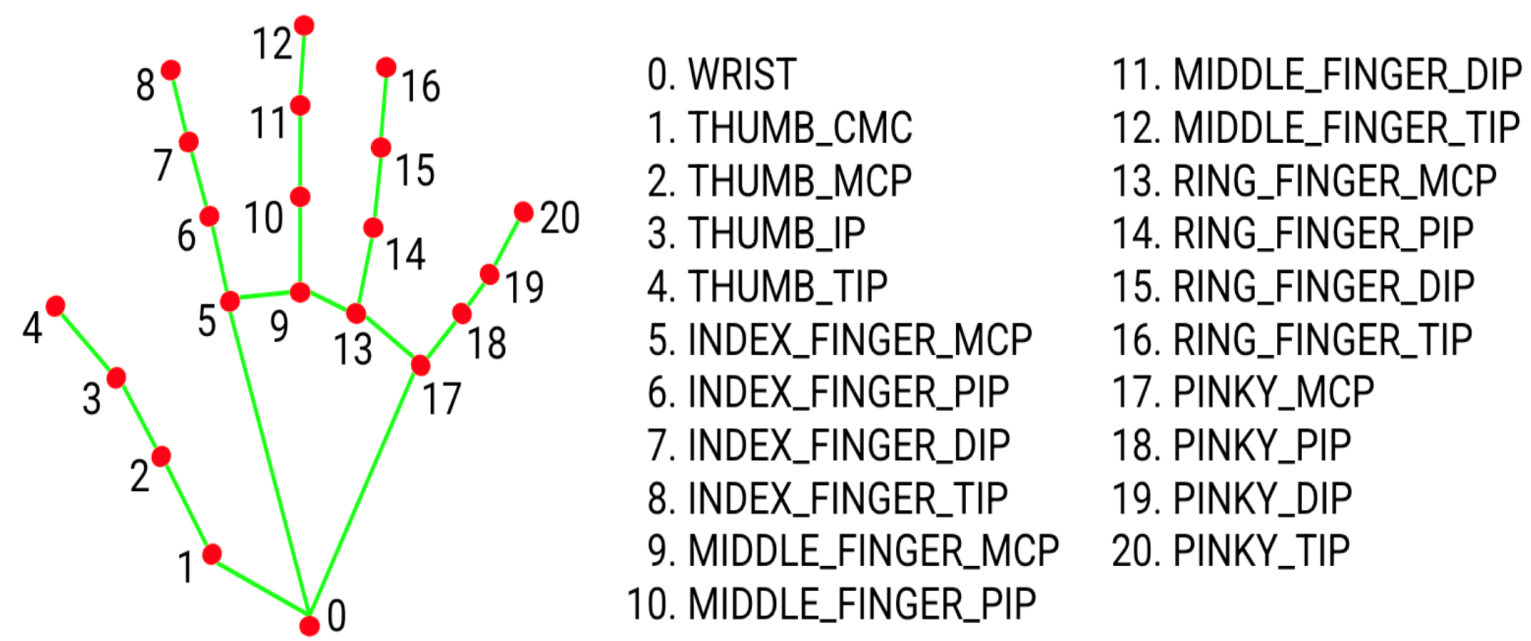 12
8
16
11
7
15
10
6
14
20
19
4
5
9
13
18
3
17
2
1
0
0. WRIST
1. THUMB_CMC
2. THUMB_MCP
3. THUMB_IP
4. THUMB_TIP
5. INDEX_FINGER_MCP
6. INDEX_FINGER_PIP
7. INDEX_FINGER_DIP
8. INDEX_FINGER_TIP
9. MIDDLE_FINGER_MCP
10. MIDDLE_FINGER_PIP
11. MIDDLE_FINGER_DIP
12. MIDDLE_FINGER_TIP
13. RING_FINGER_MCP
14. RING_FINGER_PIP
15. RING_FINGER_DIP
16. RING_FINGER_TIP
17. PINKY_MCP
18. PINKY_PIP
19. PINKY_DIP
20. PINKY_TIP